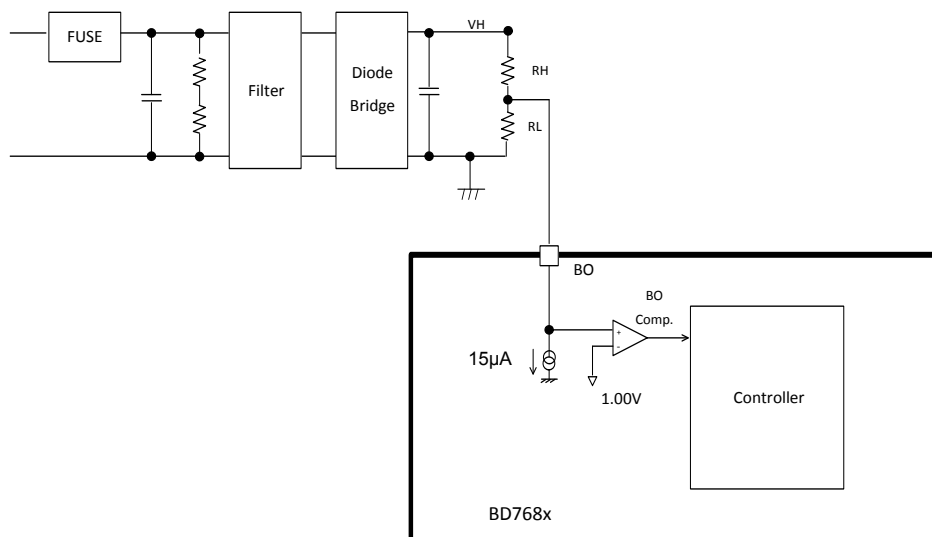 FUSE
VH
Filter
Diode
Bridge
RH
RL
BO
BO
Comp.
+
-
15µA
1.00V
Controller
BD768x